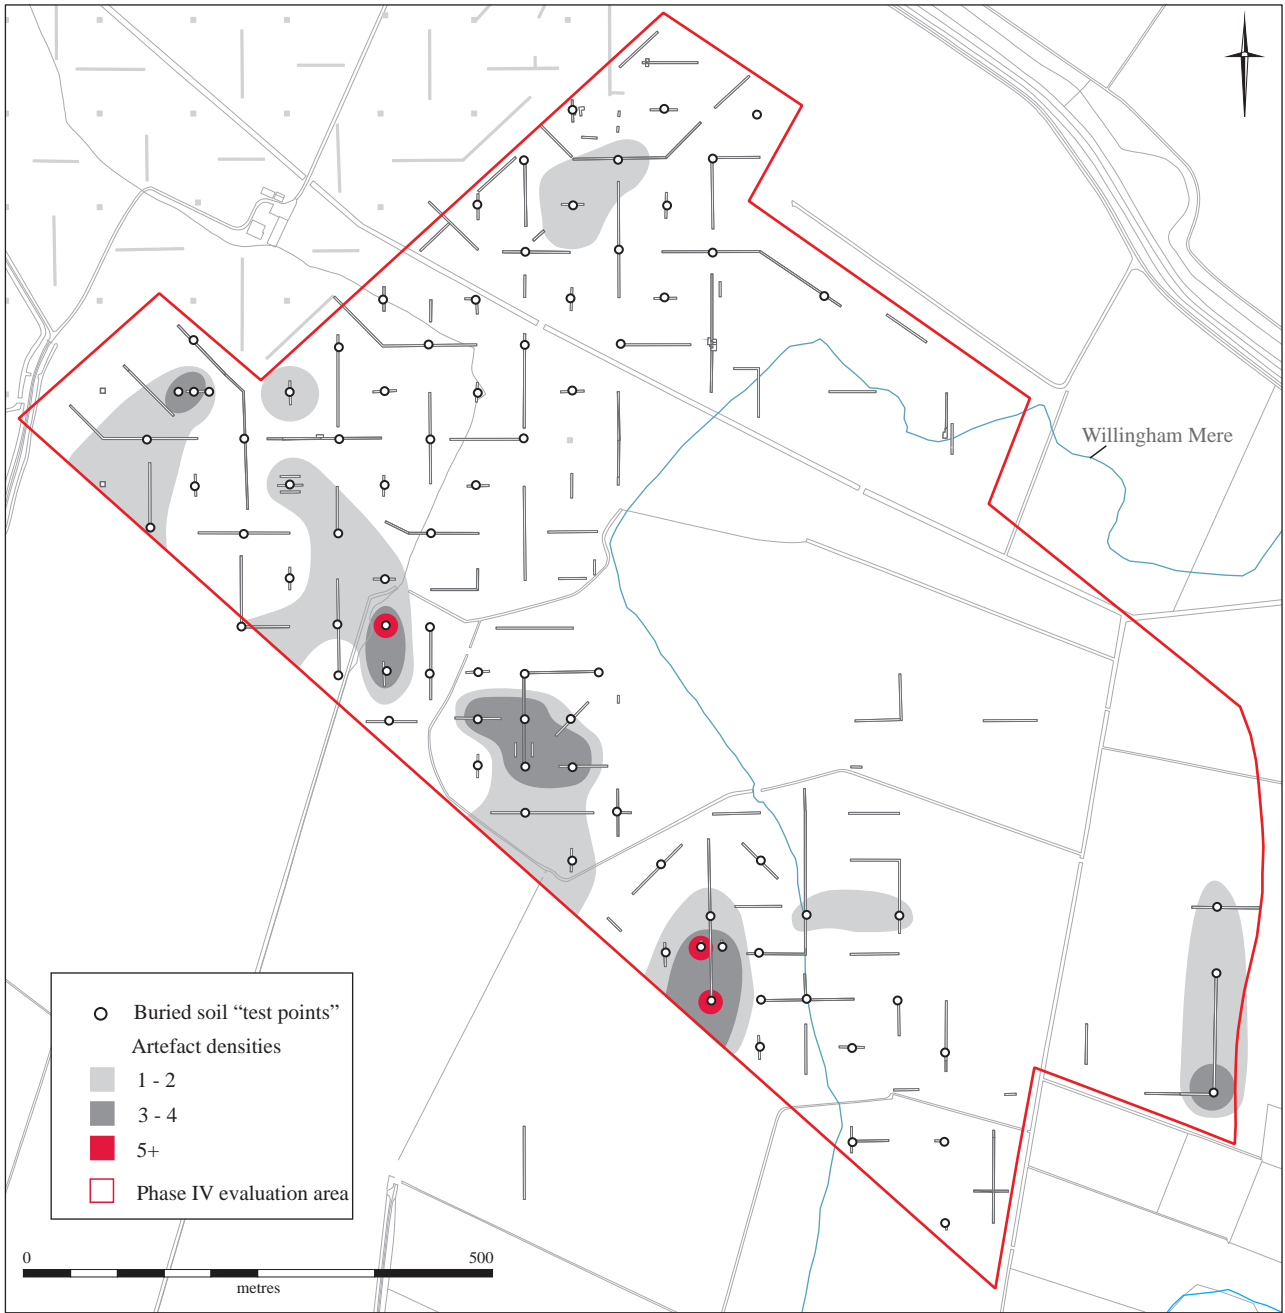 Willingham Mere
Buried soil “test points”
Artefact densities
1 - 2
3 - 4
5+
Phase IV evaluation area
0 500
metres